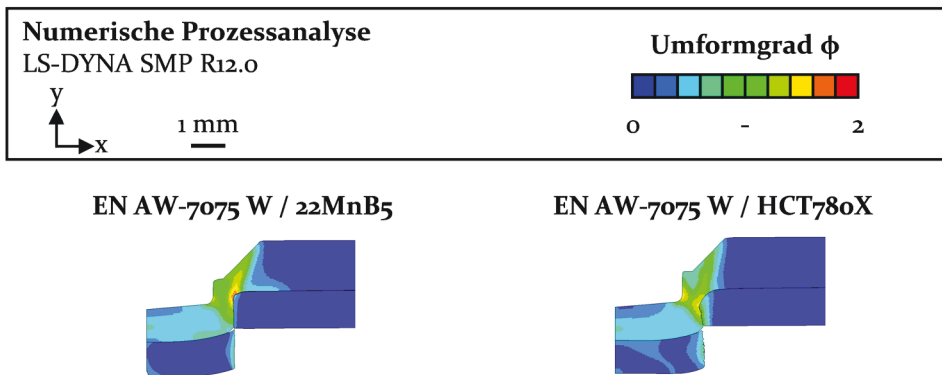 Numerische Prozessanalyse
LS-DYNA SMP R12.0
y
x
1 mm
Umformgrad ϕ
0 - 2
EN AW-7075 W / 22MnB5
EN AW-7075 W / HCT780X